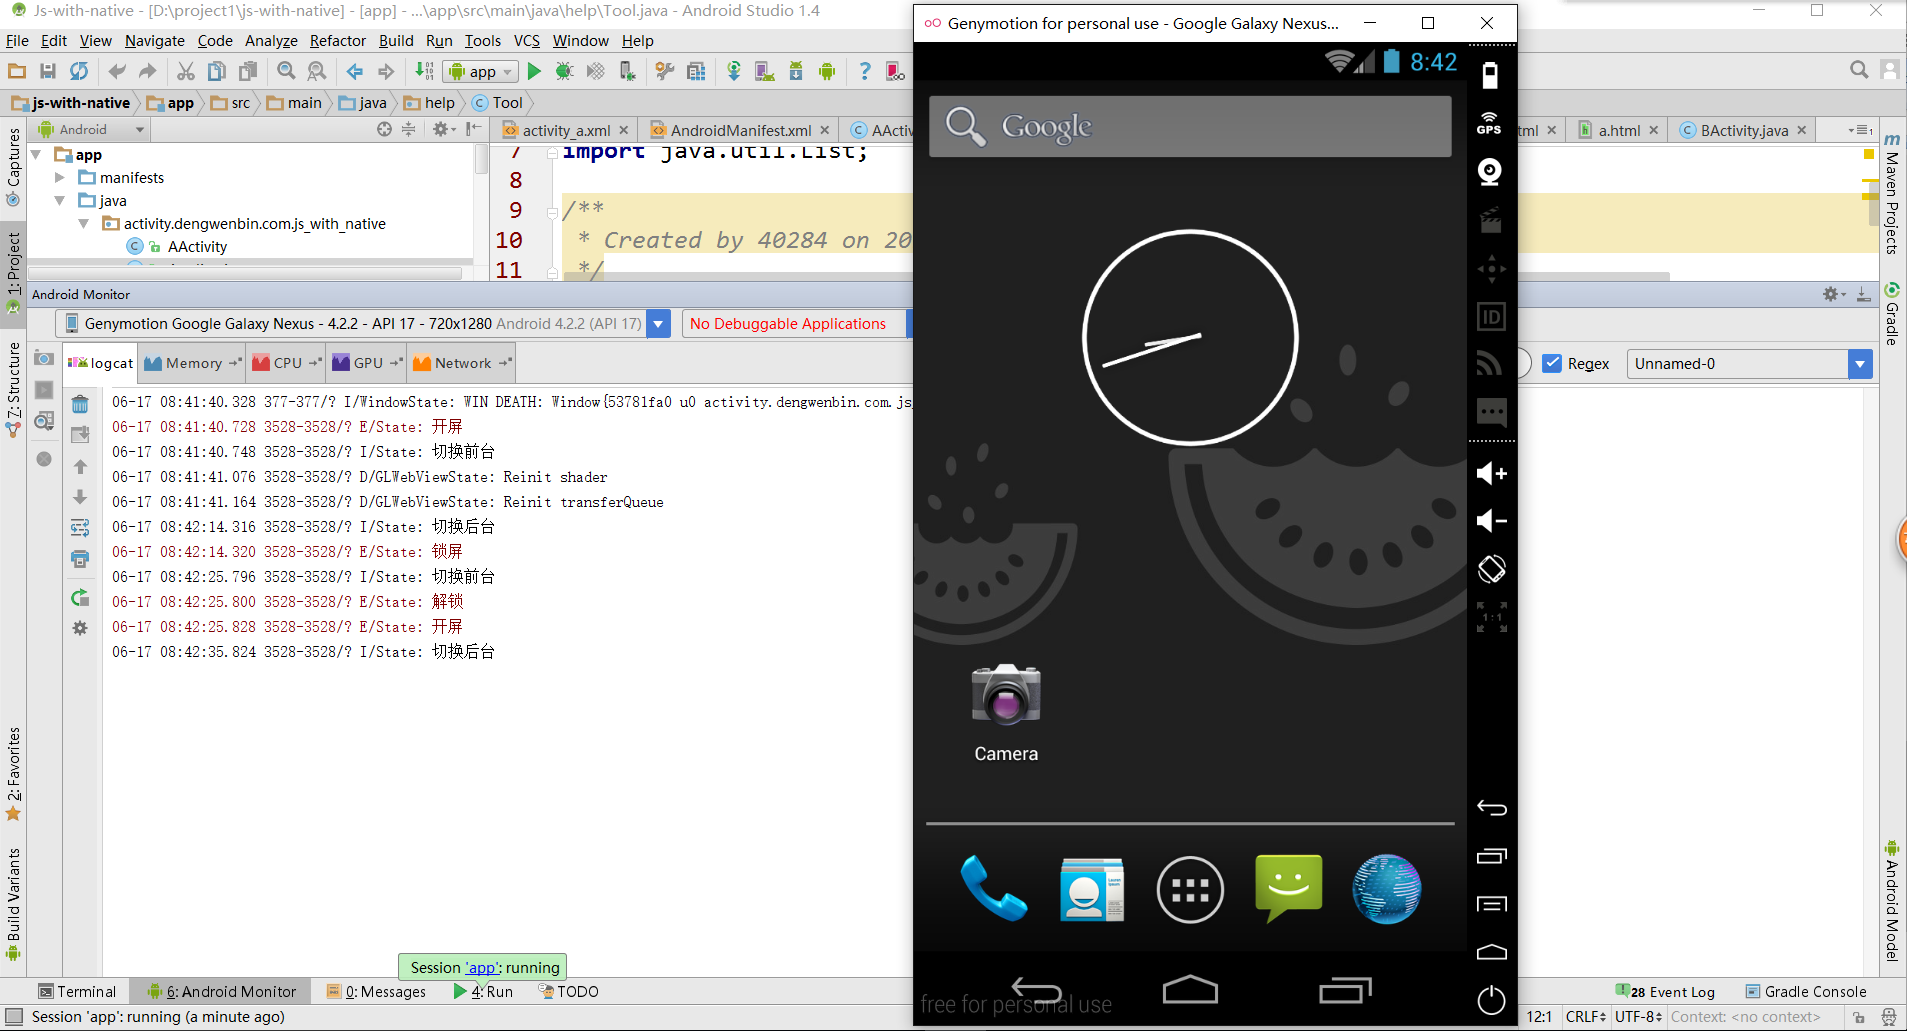 Js-with-native - [D:\project1\js-with-native] - [app] - ...\app\src\main\java\help\Tool.java - Android Studio 1.4
File Edit View Navigate Code Analyze Refactor Build Run Tools VCS Window Help
app
js-with-native app src main java help Tool
Android
activity_a.xml AndroidManifest.xml AActiv
tml a.html BActivity.java
app
manifests
java
activity.dengwenbin.com.js_with_native
AActivity
7 import java.util.List;
8
9 /**
10 * Created by 40284 on 20
11 */
Captures
1: Project
Z: Structure
2: Favorites
Build Variants
Maven Projects
Gradle
Android Model
Android Monitor
Genymotion Google Galaxy Nexus - 4.2.2 - API 17 - 720x1280 Android 4.2.2 (API 17)
No Debuggable Applications
logcat Memory CPU GPU Network
Regex
Unnamed-0
06-17 08:41:40.328 377-377/? I/WindowState: WIN DEATH: Window{53781fa0 u0 activity.dengwenbin.com.js
06-17 08:41:40.728 3528-3528/? E/State: 开屏
06-17 08:41:40.748 3528-3528/? I/State: 切换前台
06-17 08:41:41.076 3528-3528/? D/GLWebViewState: Reinit shader
06-17 08:41:41.164 3528-3528/? D/GLWebViewState: Reinit transferQueue
06-17 08:42:14.316 3528-3528/? I/State: 切换后台
06-17 08:42:14.320 3528-3528/? E/State: 锁屏
06-17 08:42:25.796 3528-3528/? I/State: 切换前台
06-17 08:42:25.800 3528-3528/? E/State: 解锁
06-17 08:42:25.828 3528-3528/? E/State: 开屏
06-17 08:42:35.824 3528-3528/? I/State: 切换后台
Genymotion for personal use - Google Galaxy Nexus...
8:42
Google
GPS
ID
1:1
Camera
free for personal use
Session 'app': running
Terminal 6: Android Monitor 0: Messages 4: Run TODO
28 Event Log Gradle Console
Session 'app': running (a minute ago)
12:1 CRLF UTF-8 Context: <no context>